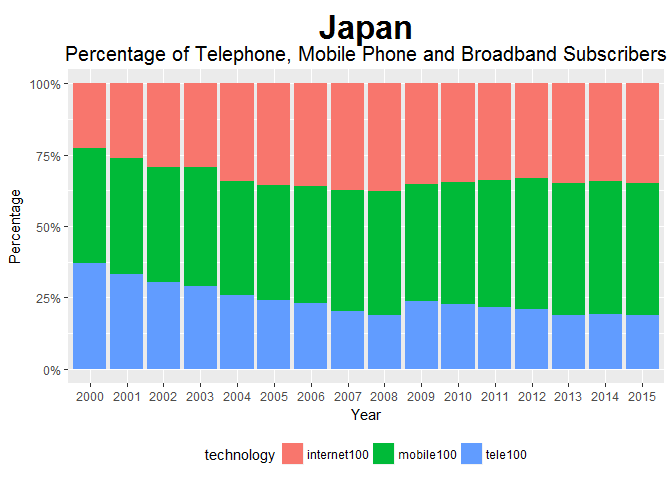 Japan
Percentage of Telephone, Mobile Phone and Broadband Subscribers
100%
75%
50%
25%
0%
Percentage
2000 2001 2002 2003 2004 2005 2006 2007 2008 2009 2010 2011 2012 2013 2014 2015
Year
technology internet100 mobile100 tele100